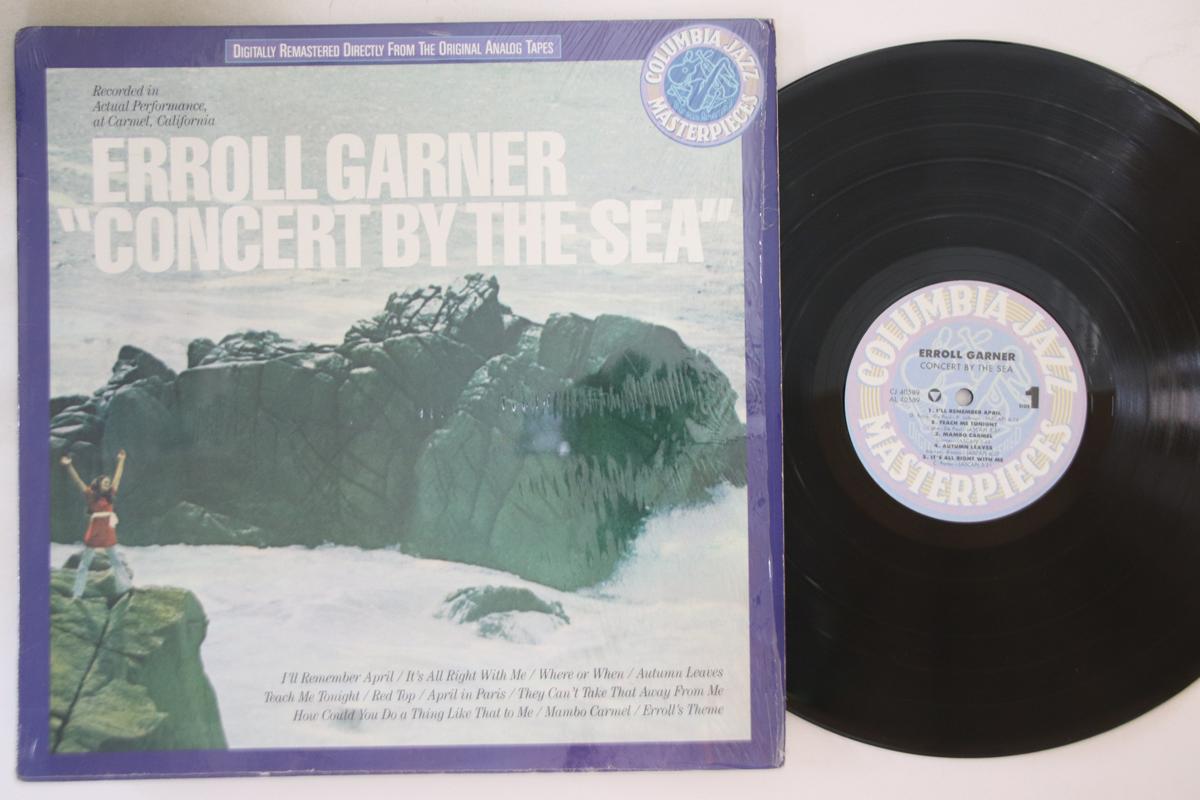 DIGITALLY REMASTERED DIRECTLY FROM THE ORIGINAL ANALOG TAPES
COLUMBIA JAZZ
MASTERPIECES
Recorded in
Actual Performance,
at Carmel, California
ERROLL GARNER
"CONCERT BY THE SEA"
I'll Remember April / It's All Right With Me / Where or When / Autumn Leaves
Teach Me Tonight / Red Top / April in Paris / They Can't Take That Away From Me
How Could You Do a Thing Like That to Me / Mambo Carmel / Erroll's Theme
COLUMBIA JAZZ
MASTERPIECES
ERROLL GARNER
CONCERT BY THE SEA
CJ 40589
AL 40589
SIDE 1
1. I'LL REMEMBER APRIL
2. TEACH ME TONIGHT
3. MAMBO CARMEL
4. AUTUMN LEAVES
5. IT'S ALL RIGHT WITH ME